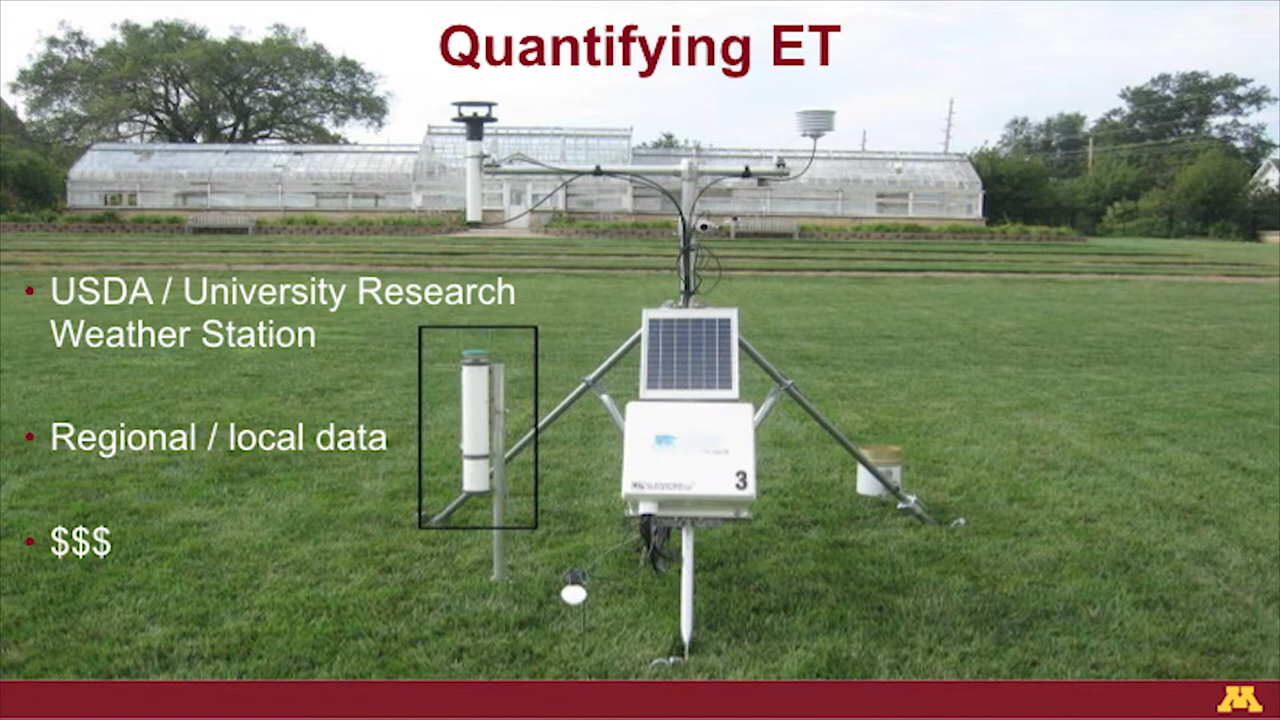 Quantifying ET
• USDA / University Research
Weather Station
• Regional / local data
• $$$
3
M